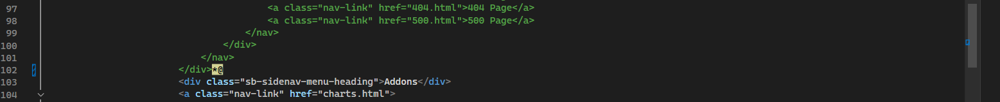 97 <a class="nav-link" href="404.html">404 Page</a>
98 <a class="nav-link" href="500.html">500 Page</a>
99 </nav>
100 </div>
101 </nav>
102 </div>*@
103 <div class="sb-sidenav-menu-heading">Addons</div>
104 <a class="nav-link" href="charts.html">